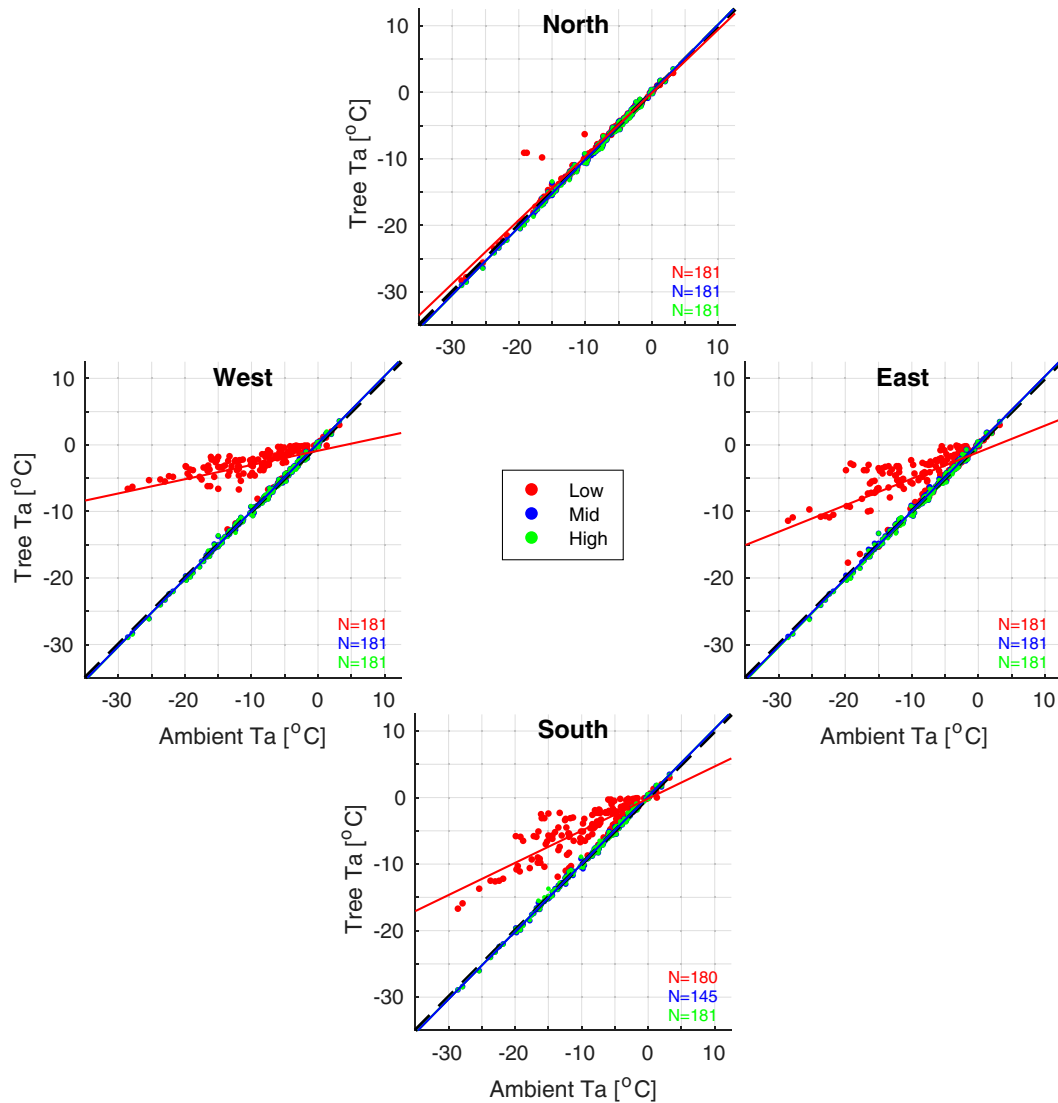 North
10
0
-10
-20
-30
Tree Ta [°C]
N=181
N=181
N=181
-30 -20 -10 0 10
West
10
0
-10
-20
-30
Tree Ta [°C]
N=181
N=181
N=181
-30 -20 -10 0 10
Ambient Ta [°C]
Low
Mid
High
East
10
0
-10
-20
-30
Tree Ta [°C]
N=181
N=181
N=181
-30 -20 -10 0 10
Ambient Ta [°C]
South
10
0
-10
-20
-30
Tree Ta [°C]
N=180
N=145
N=181
-30 -20 -10 0 10
Ambient Ta [°C]